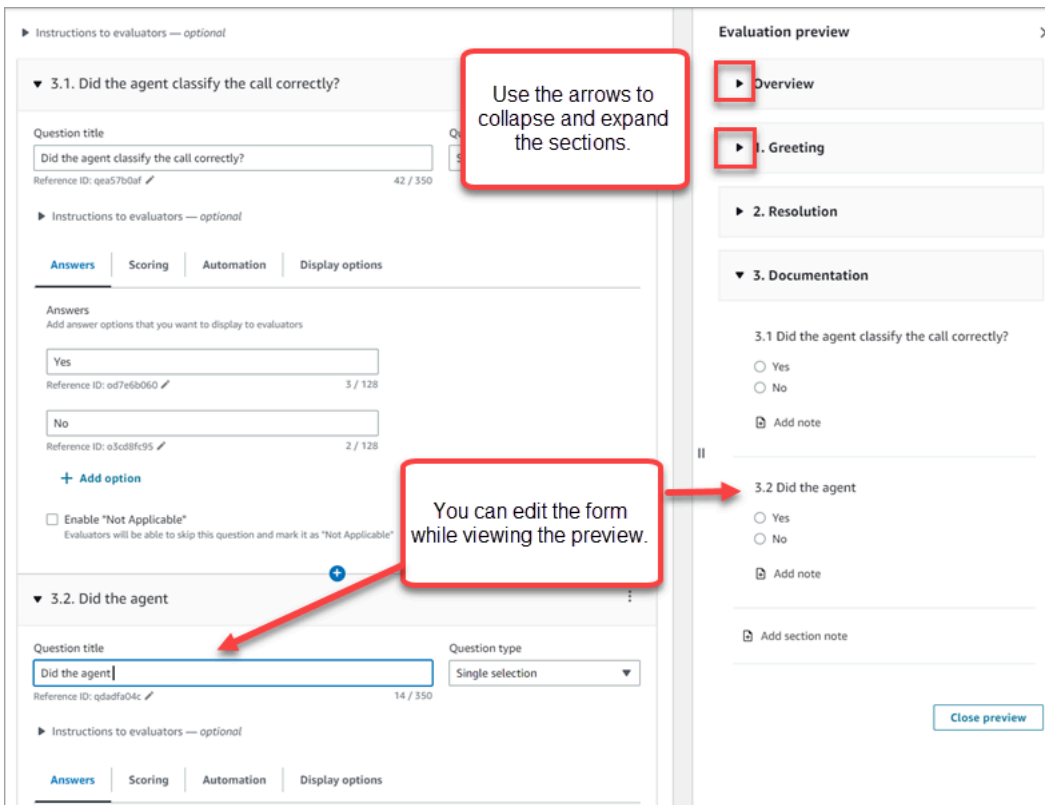 Instructions to evaluators — optional
3.1. Did the agent classify the call correctly?
Question title
Did the agent classify the call correctly?
Reference ID: qea57b0af
42 / 350
Instructions to evaluators — optional
Answers
Scoring
Automation
Display options
Answers
Add answer options that you want to display to evaluators
Yes
Reference ID: od7e6b060
3 / 128
No
Reference ID: o3cd8fc95
2 / 128
+ Add option
Enable "Not Applicable"
Evaluators will be able to skip this question and mark it as "Not Applicable"
3.2. Did the agent
Question title
Question type
Did the agent
Single selection
Reference ID: qdadfa04c
14 / 350
Instructions to evaluators — optional
Answers
Scoring
Automation
Display options
Use the arrows to
collapse and expand
the sections.
You can edit the form
while viewing the preview.
Evaluation preview
Overview
1. Greeting
2. Resolution
3. Documentation
3.1 Did the agent classify the call correctly?
Yes
No
Add note
3.2 Did the agent
Yes
No
Add note
Add section note
Close preview